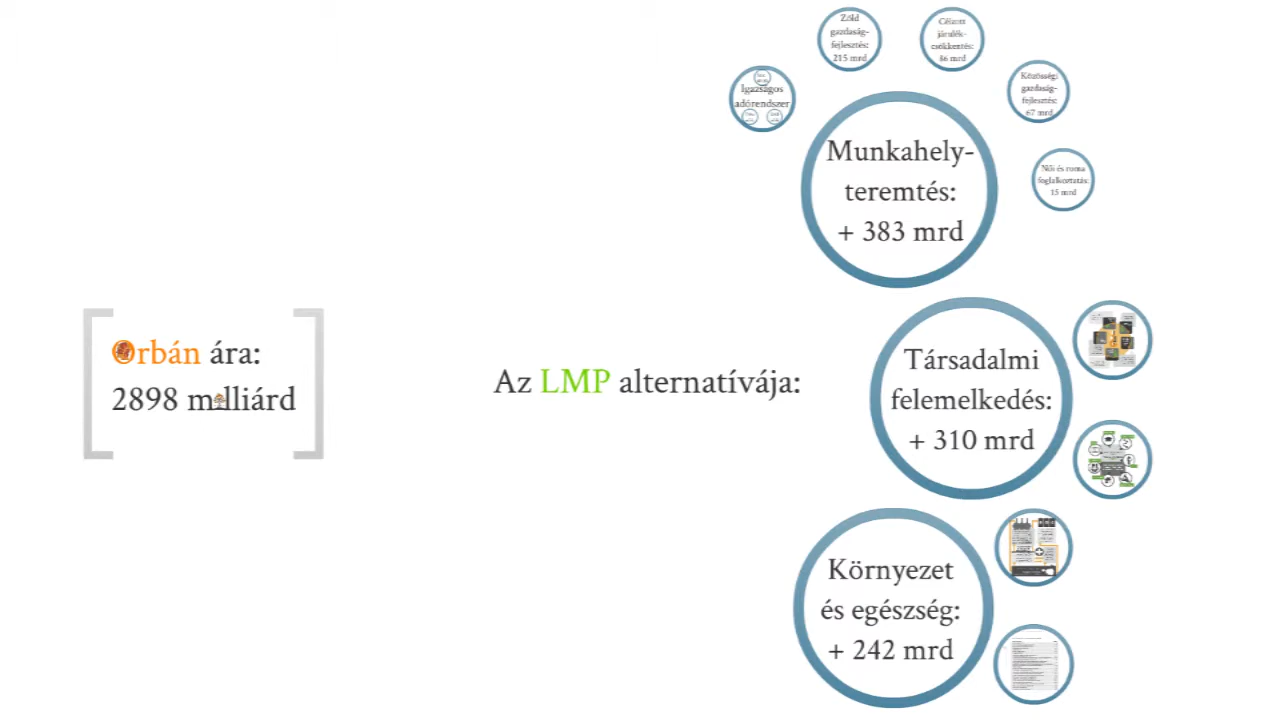 Orbán ára:
2898 milliárd
Az LMP alternatívája:
Igazságos
adórendszer
Zöld
gazdaság-
fejlesztés:
215 mrd
Célzott
járulék-
csökkentés:
86 mrd
Közösségi
gazdaság-
fejlesztés:
67 mrd
Női és roma
foglalkoztatás:
15 mrd
Munkahely-
teremtés:
+ 383 mrd
Társadalmi
felemelkedés:
+ 310 mrd
Környezet
és egészség:
+ 242 mrd